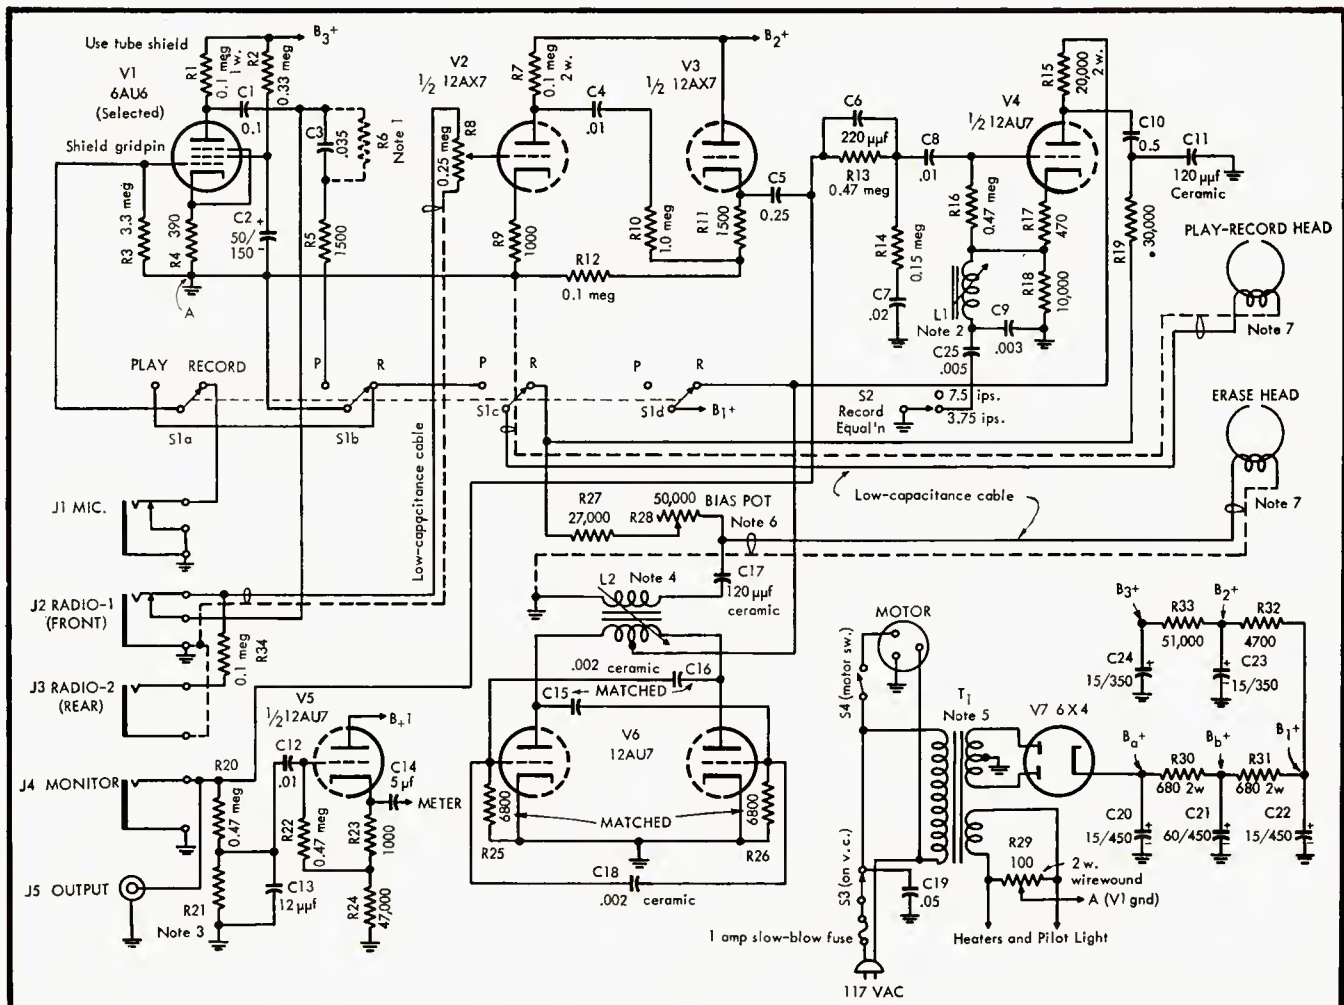 Use tube shield
B3+
V1
6AU6
(Selected)
R1
0.1 meg
1 w.
R2
0.33 meg
C1
0.1
Shield gridpin
C3
.035
R6
Note 1
R3 3.3 meg
R4 390
C2
50/
150
R5
1500
A
V2
½ 12AX7
R7
0.1 meg
2 w.
R8
0.25 meg
C4
.01
V3
½ 12AX7
B2+
R9
1000
R10
1.0 meg
R11
1500
C5
0.25
R12
0.1 meg
C6
220 µµf
R13
0.47 meg
C8
.01
R14
0.15 meg
C7
.02
V4
½ 12AU7
R15
20,000
2 w.
C10
0.5
C11
120 µµf
Ceramic
R16
0.47 meg
R17
470
R18
10,000
R19
30,000
L1
Note 2
C9
.003
C25
.005
PLAY-RECORD HEAD
Note 7
PLAY
RECORD
P
R
P
R
P
R
S1a
S1b
S1c
S1d
B1+
S2
Record
Equal'n
7.5 ips.
3.75 ips.
ERASE HEAD
Note 7
Low-capacitance cable
J1 MIC.
Low-capacitance cable
R27
27,000
50,000
R28
BIAS POT
Note 6
J2 RADIO-1
(FRONT)
R34
0.1 meg
J3 RADIO-2
(REAR)
L2
Note 4
C17
120 µµf
ceramic
.002 ceramic
C16
C15
MATCHED
V5
½ 12AU7
B+1
C12
.01
C14
5 µf
METER
J4 MONITOR
R20
0.47 meg
R22
0.47 meg
R23
1000
J5 OUTPUT
R21
Note 3
C13
12 µµf
R24
47,000
V6
12AU7
6800
R25
MATCHED
6800
R26
C18
.002 ceramic
MOTOR
S4 (motor sw.)
T1
Note 5
V7 6X4
S3 (on v.c.)
C19
.05
R29
100
2 w.
wirewound
A (V1 gnd)
1 amp slow-blow fuse
Heaters and Pilot Light
117 VAC
B3+
R33
51,000
B2+
R32
4700
C24
15/350
C23
15/350
Ba+
R30
680 2w
Bb+
R31
680 2w
B1+
C20
15/450
C21
60/450
C22
15/450